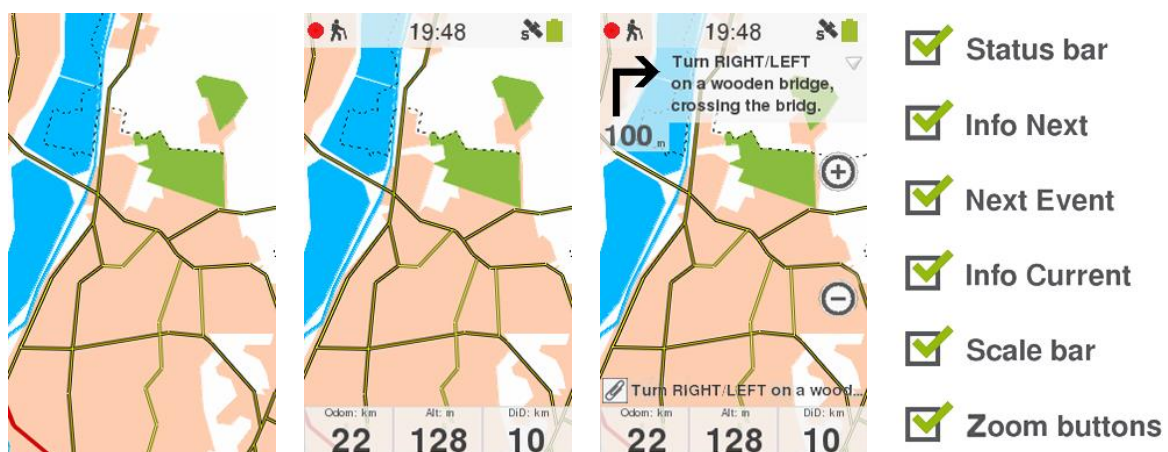 19:48
S
Odom: km
Alt: m
DiD: km
22
128
10
19:48
S
Turn RIGHT/LEFT
on a wooden bridge,
crossing the bridg.
100 m
Turn RIGHT/LEFT on a wood...
Odom: km
Alt: m
DiD: km
22
128
10
Status bar
Info Next
Next Event
Info Current
Scale bar
Zoom buttons